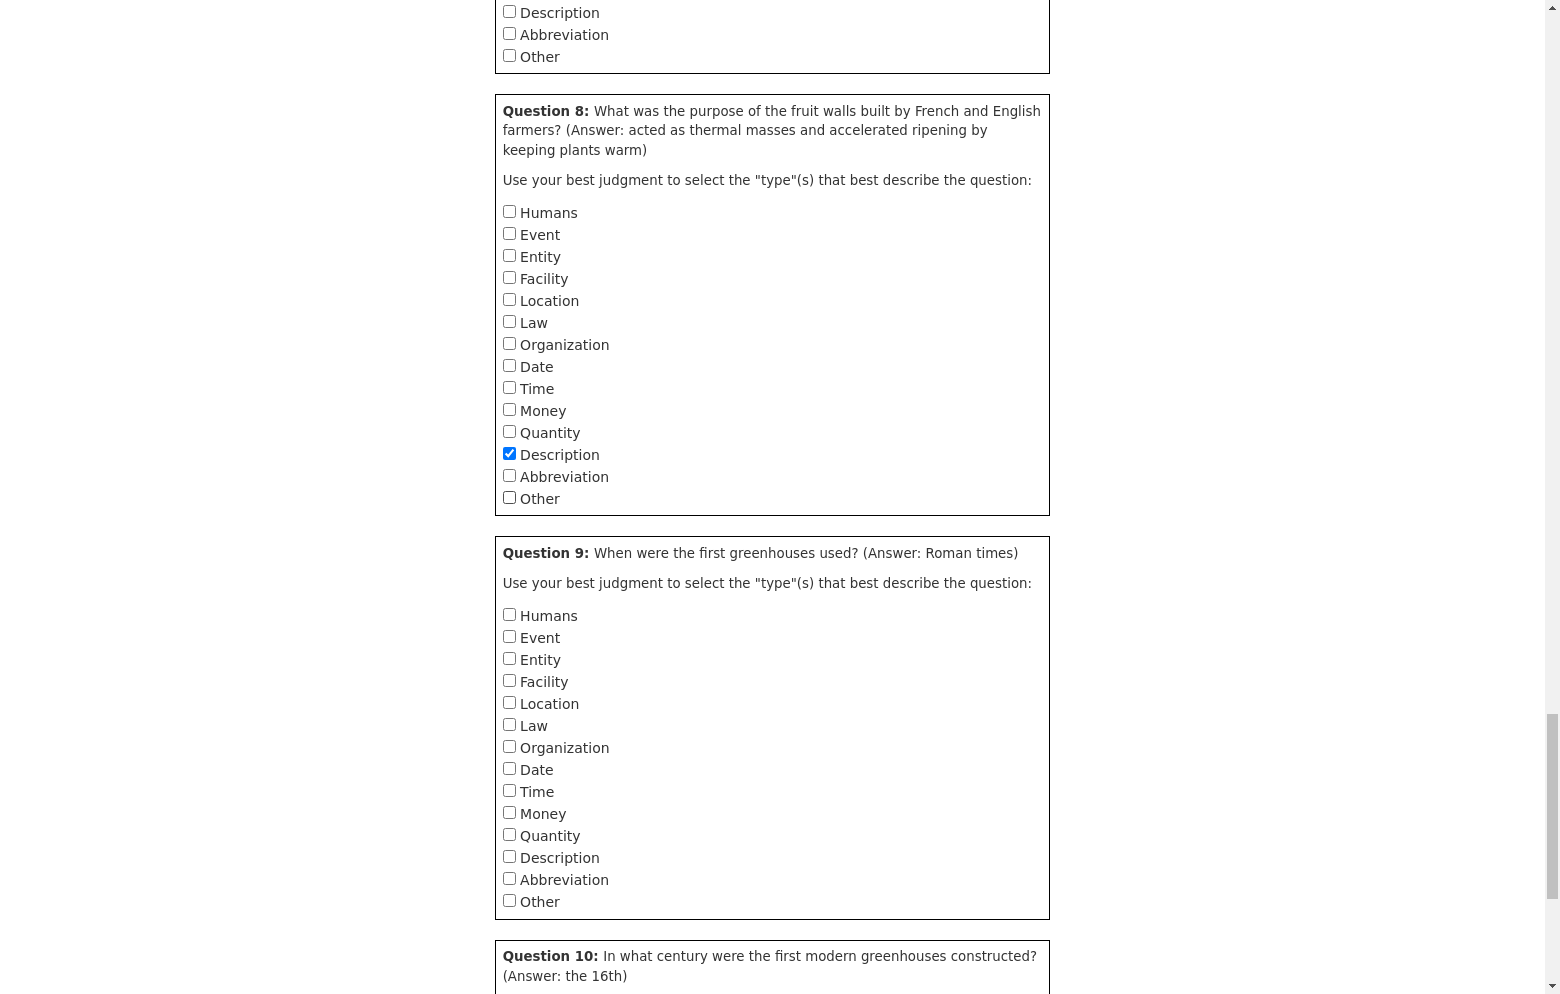 Description
Abbreviation
Other
Question 8: What was the purpose of the fruit walls built by French and English
farmers? (Answer: acted as thermal masses and accelerated ripening by
keeping plants warm)
Use your best judgment to select the "type"(s) that best describe the question:
Humans
Event
Entity
Facility
Location
Law
Organization
Date
Time
Money
Quantity
Description
Abbreviation
Other
Question 9: When were the first greenhouses used? (Answer: Roman times)
Use your best judgment to select the "type"(s) that best describe the question:
Humans
Event
Entity
Facility
Location
Law
Organization
Date
Time
Money
Quantity
Description
Abbreviation
Other
Question 10: In what century were the first modern greenhouses constructed?
(Answer: the 16th)